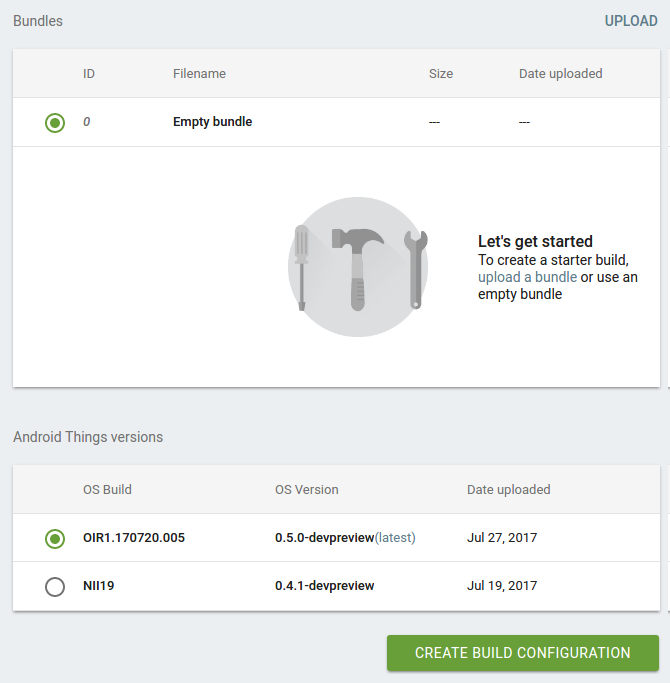 Bundles UPLOAD
ID Filename Size Date uploaded
0 Empty bundle --- ---
Let's get started
To create a starter build,
upload a bundle or use an
empty bundle
Android Things versions
OS Build OS Version Date uploaded
OIR1.170720.005 0.5.0-devpreview(latest) Jul 27, 2017
NII19 0.4.1-devpreview Jul 19, 2017
CREATE BUILD CONFIGURATION